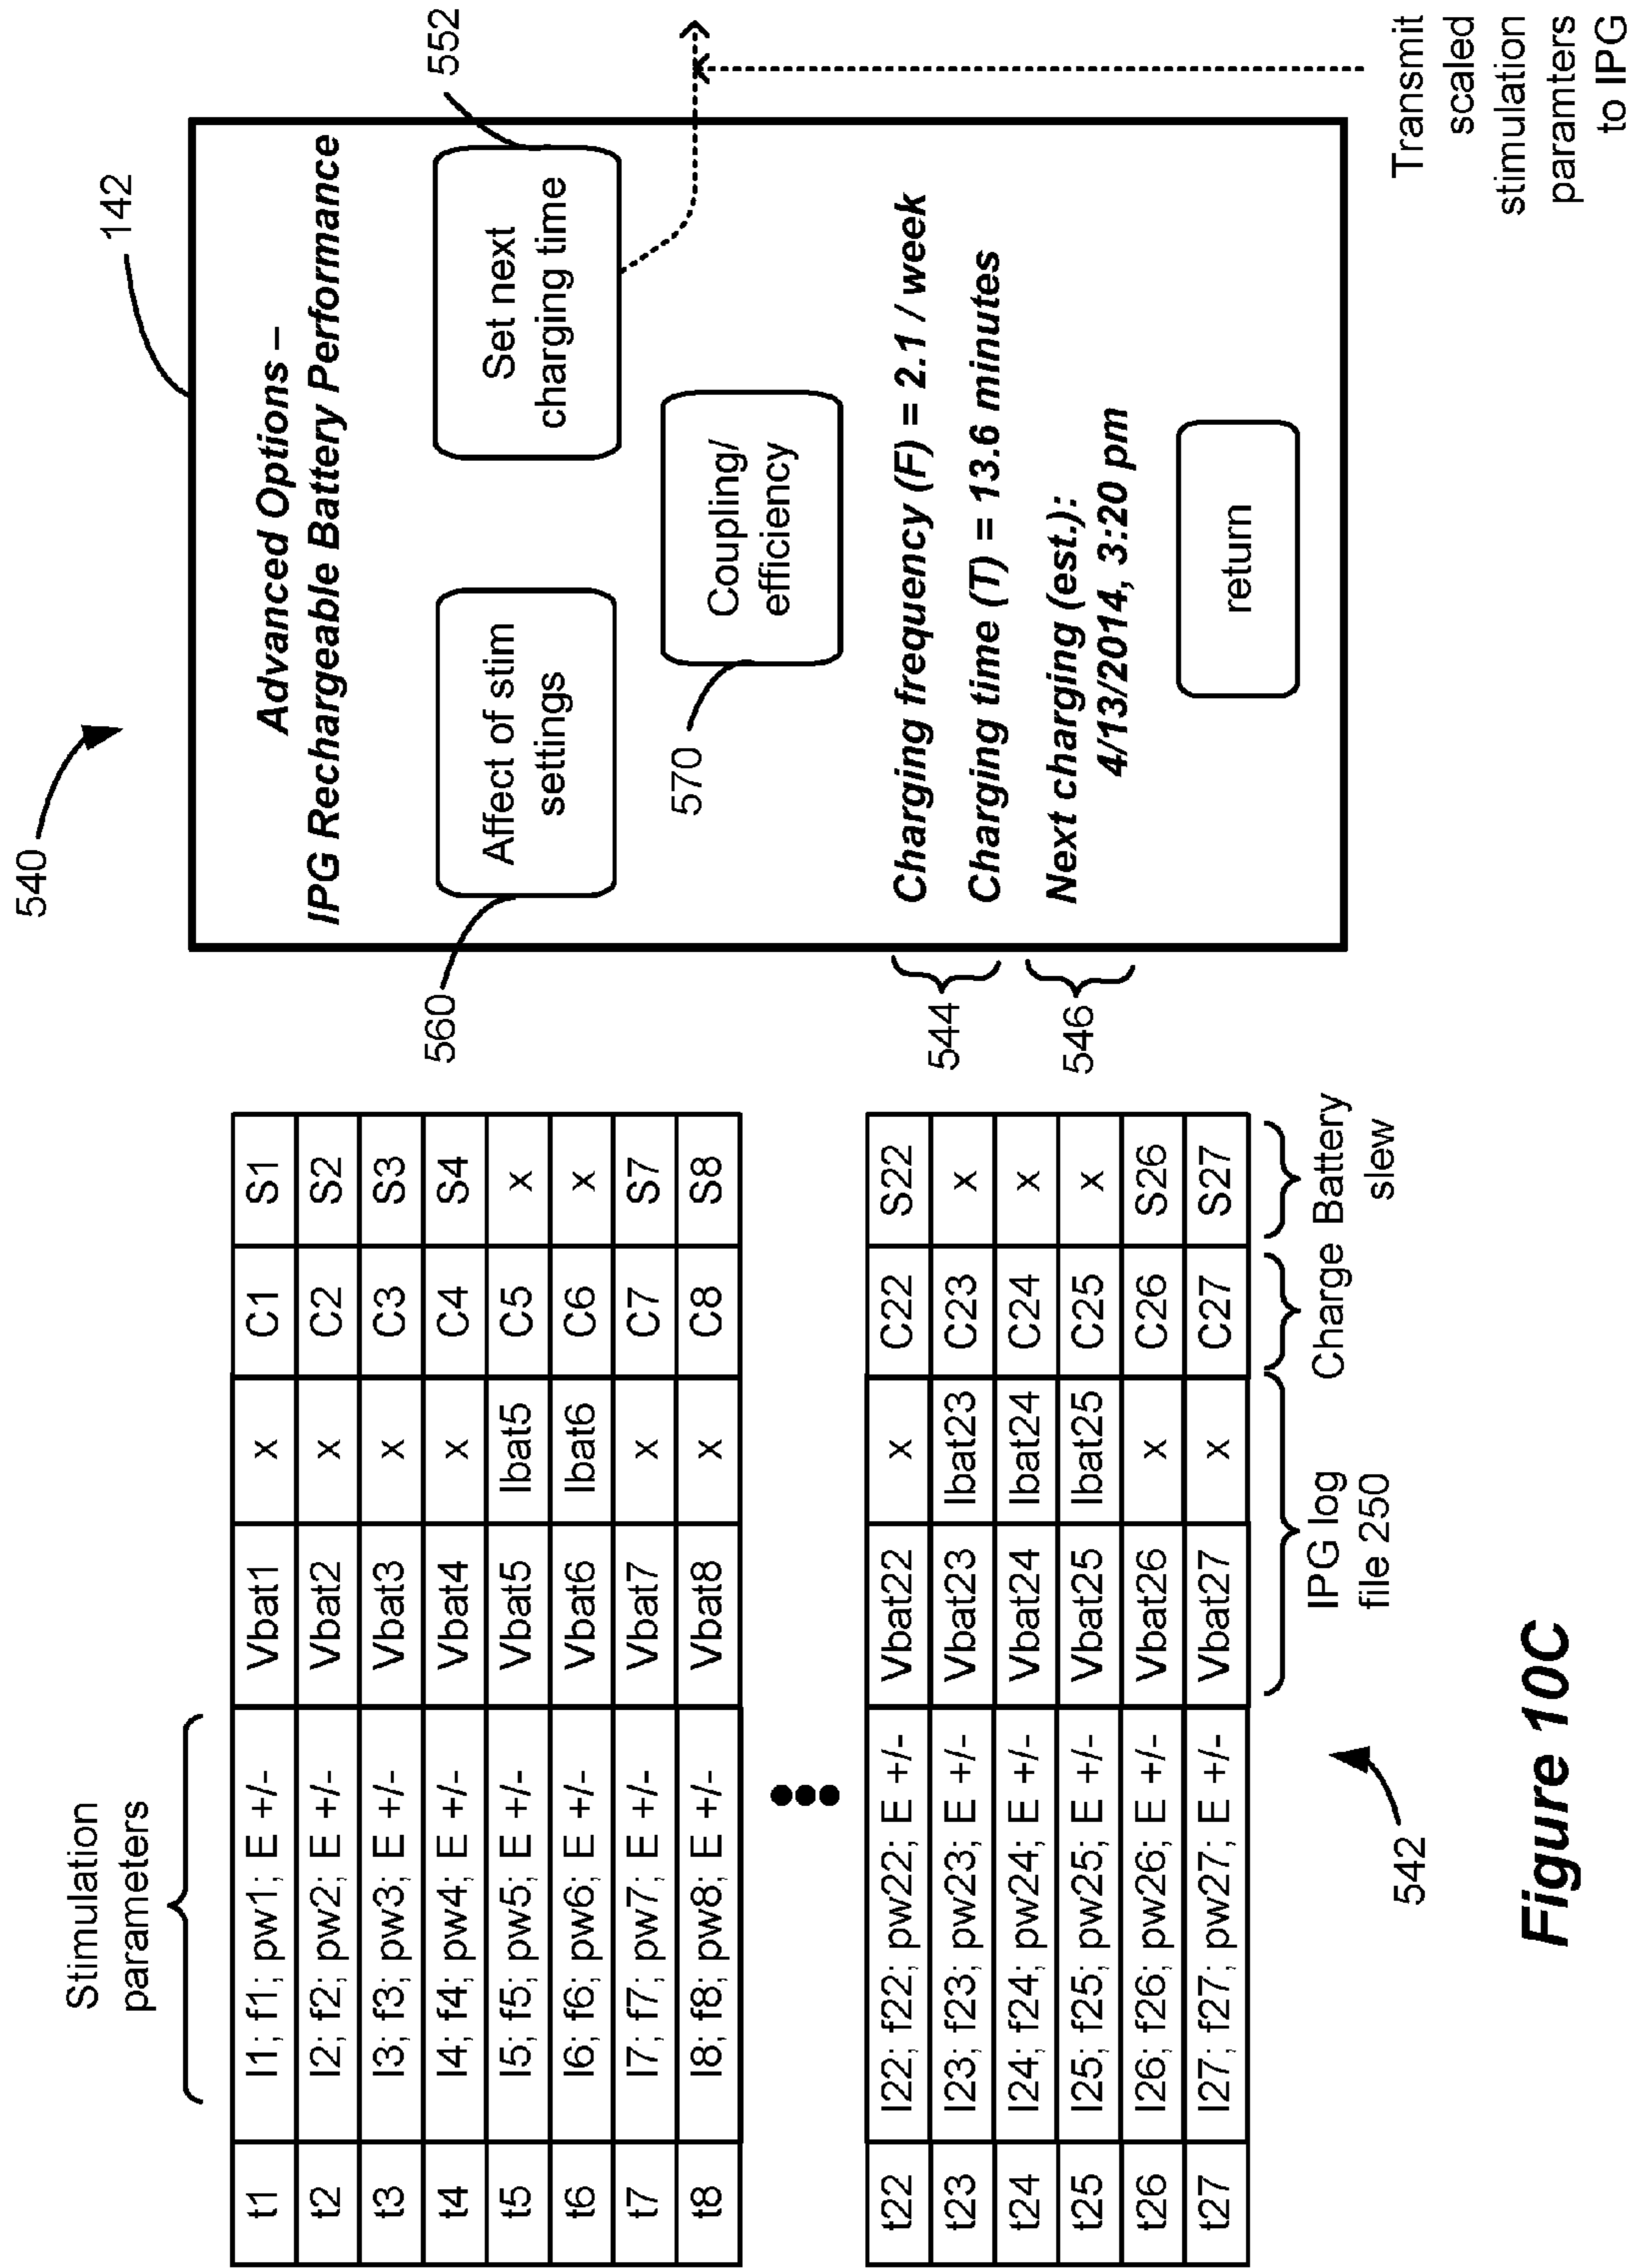 540
142
Advanced Options –
IPG Rechargeable Battery Performance
560
Affect of stim
settings
Set next
charging time
552
570
Coupling/
efficiency
544
Charging frequency (F) = 2.1 / week
Charging time (T) = 13.6 minutes
546
Next charging (est.):
4/13/2014, 3:20 pm
return
Transmit
scaled
stimulation
paramters
to IPG
Stimulation
parameters
t1 I1; f1; pw1; E +/- Vbat1 x C1 S1
t2 I2; f2; pw2; E +/- Vbat2 x C2 S2
t3 I3; f3; pw3; E +/- Vbat3 x C3 S3
t4 I4; f4; pw4; E +/- Vbat4 x C4 S4
t5 I5; f5; pw5; E +/- Vbat5 Ibat5 C5 x
t6 I6; f6; pw6; E +/- Vbat6 Ibat6 C6 x
t7 I7; f7; pw7; E +/- Vbat7 x C7 S7
t8 I8; f8; pw8; E +/- Vbat8 x C8 S8
t22 I22; f22; pw22; E +/- Vbat22 x C22 S22
t23 I23; f23; pw23; E +/- Vbat23 Ibat23 C23 x
t24 I24; f24; pw24; E +/- Vbat24 Ibat24 C24 x
t25 I25; f25; pw25; E +/- Vbat25 Ibat25 C25 x
t26 I26; f26; pw26; E +/- Vbat26 x C26 S26
t27 I27; f27; pw27; E +/- Vbat27 x C27 S27
542
IPG log
file 250
Charge
Battery
slew
Figure 10C